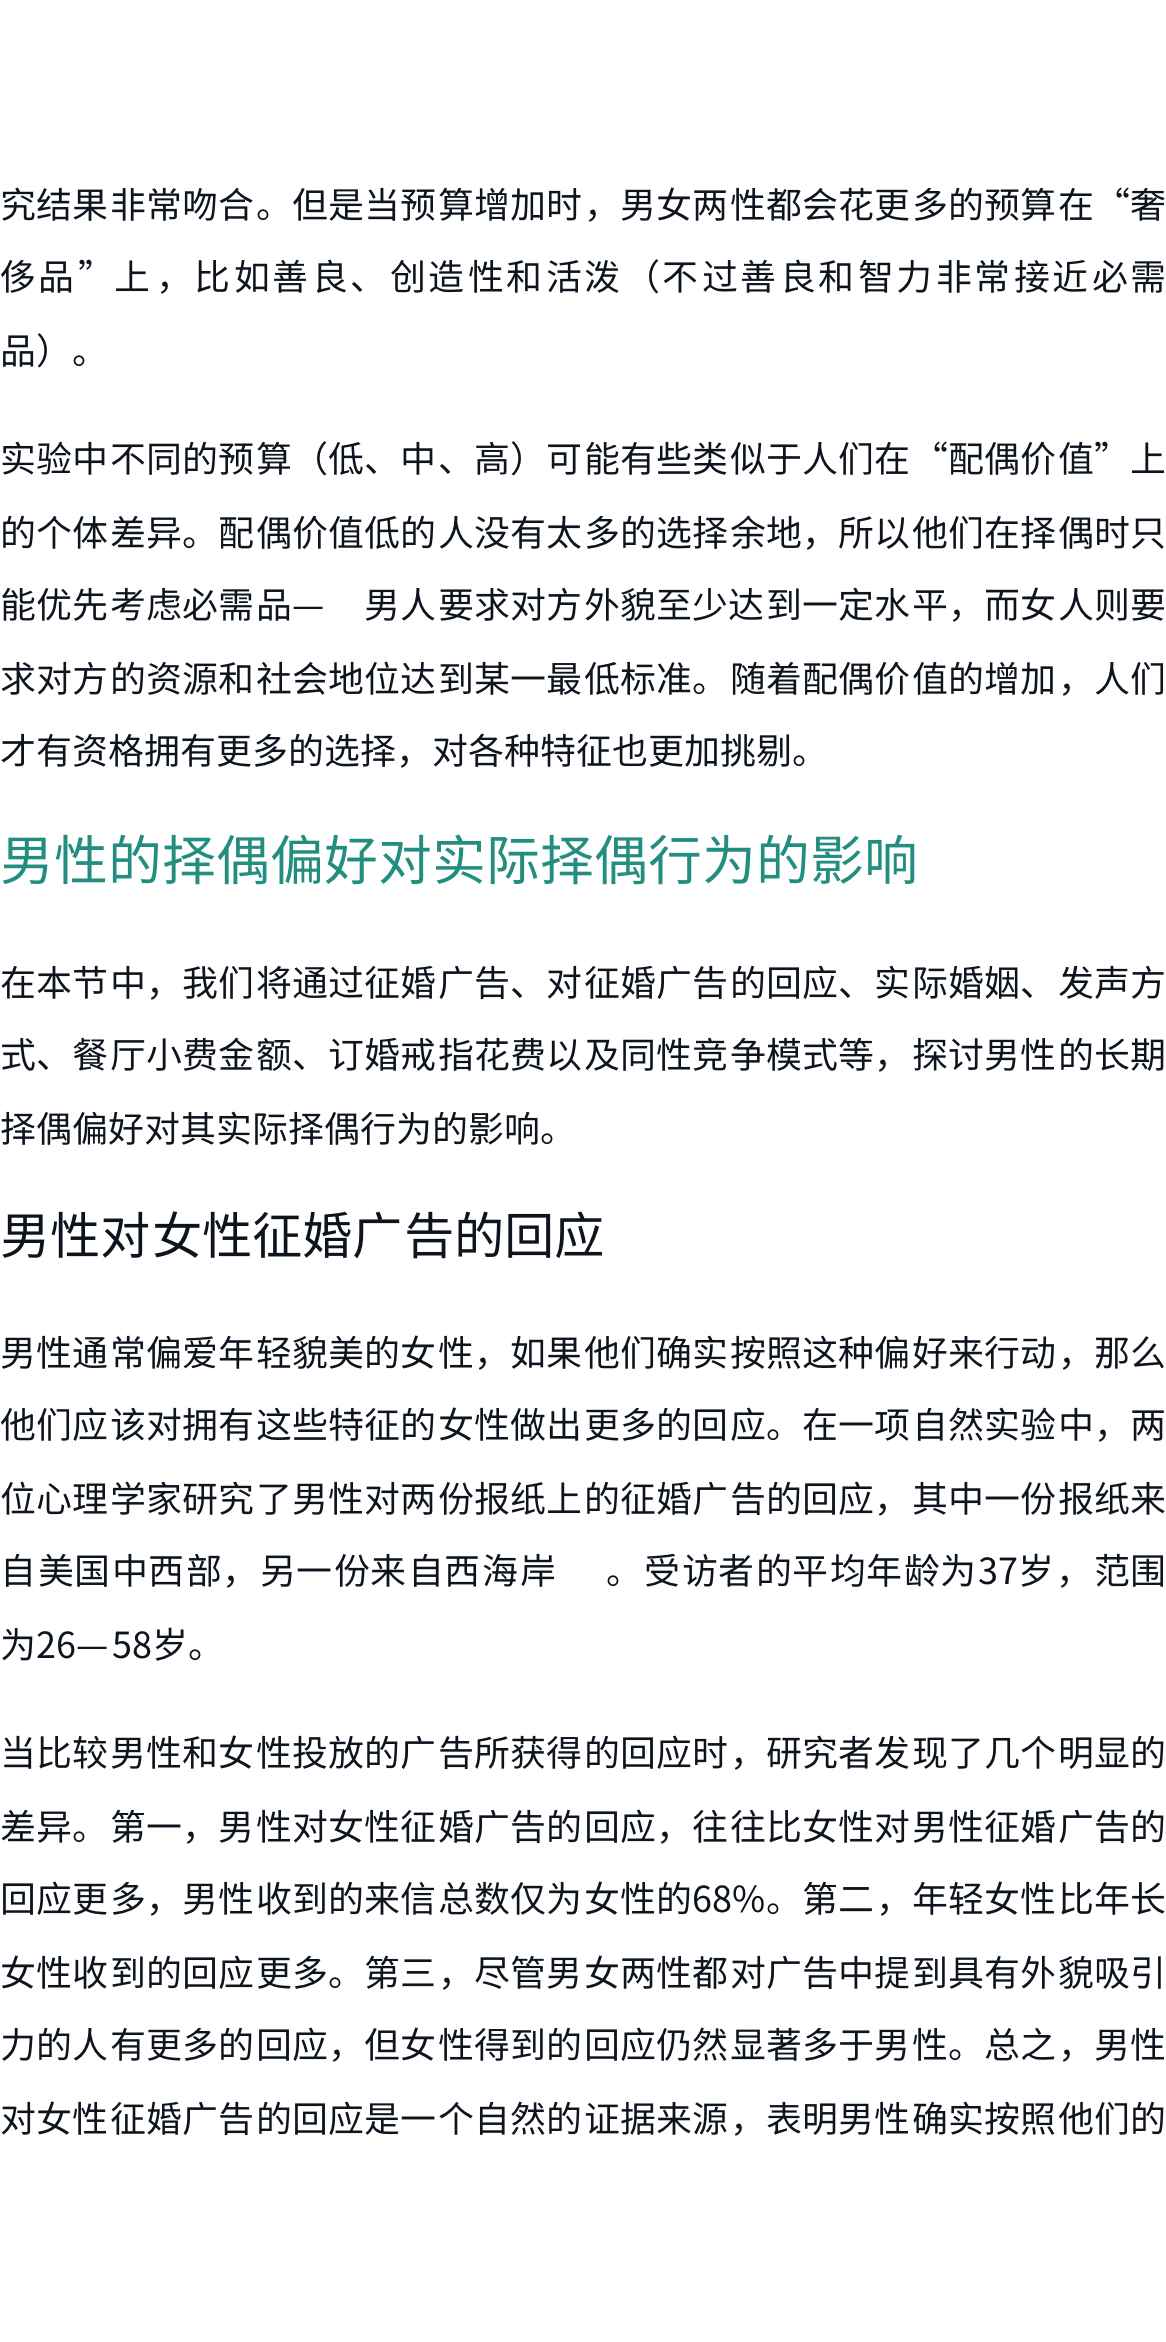 究结果非常吻合。但是当预算增加时，男女两性都会花更多的预算在“奢
侈品”上，比如善良、创造性和活泼（不过善良和智力非常接近必需
品）。
实验中不同的预算（低、中、高）可能有些类似于人们在“配偶价值”上
的个体差异。配偶价值低的人没有太多的选择余地，所以他们在择偶时只
能优先考虑必需品— 男人要求对方外貌至少达到一定水平，而女人则要
求对方的资源和社会地位达到某一最低标准。随着配偶价值的增加，人们
才有资格拥有更多的选择，对各种特征也更加挑剔。
男性的择偶偏好对实际择偶行为的影响
在本节中，我们将通过征婚广告、对征婚广告的回应、实际婚姻、发声方
式、餐厅小费金额、订婚戒指花费以及同性竞争模式等，探讨男性的长期
择偶偏好对其实际择偶行为的影响。
男性对女性征婚广告的回应
男性通常偏爱年轻貌美的女性，如果他们确实按照这种偏好来行动，那么
他们应该对拥有这些特征的女性做出更多的回应。在一项自然实验中，两
位心理学家研究了男性对两份报纸上的征婚广告的回应，其中一份报纸来
自美国中西部，另一份来自西海岸 。受访者的平均年龄为37岁，范围
为26—58岁。
当比较男性和女性投放的广告所获得的回应时，研究者发现了几个明显的
差异。第一，男性对女性征婚广告的回应，往往比女性对男性征婚广告的
回应更多，男性收到的来信总数仅为女性的68%。第二，年轻女性比年长
女性收到的回应更多。第三，尽管男女两性都对广告中提到具有外貌吸引
力的人有更多的回应，但女性得到的回应仍然显著多于男性。总之，男性
对女性征婚广告的回应是一个自然的证据来源，表明男性确实按照他们的